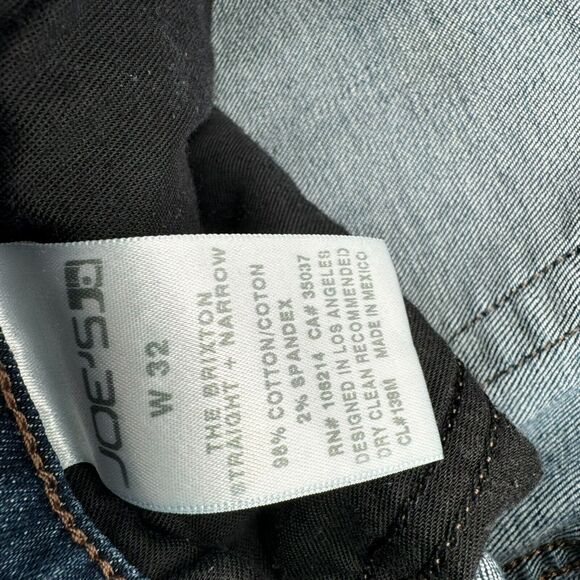 JOE'S
W 32
THE BRIXTON
STRAIGHT + NARROW
98% COTTON/COTON
2% SPANDEX
RN# 106214 CA# 35037
DESIGNED IN LOS ANGELES
DRY CLEAN RECOMMENDED
CL#139M MADE IN MEXICO